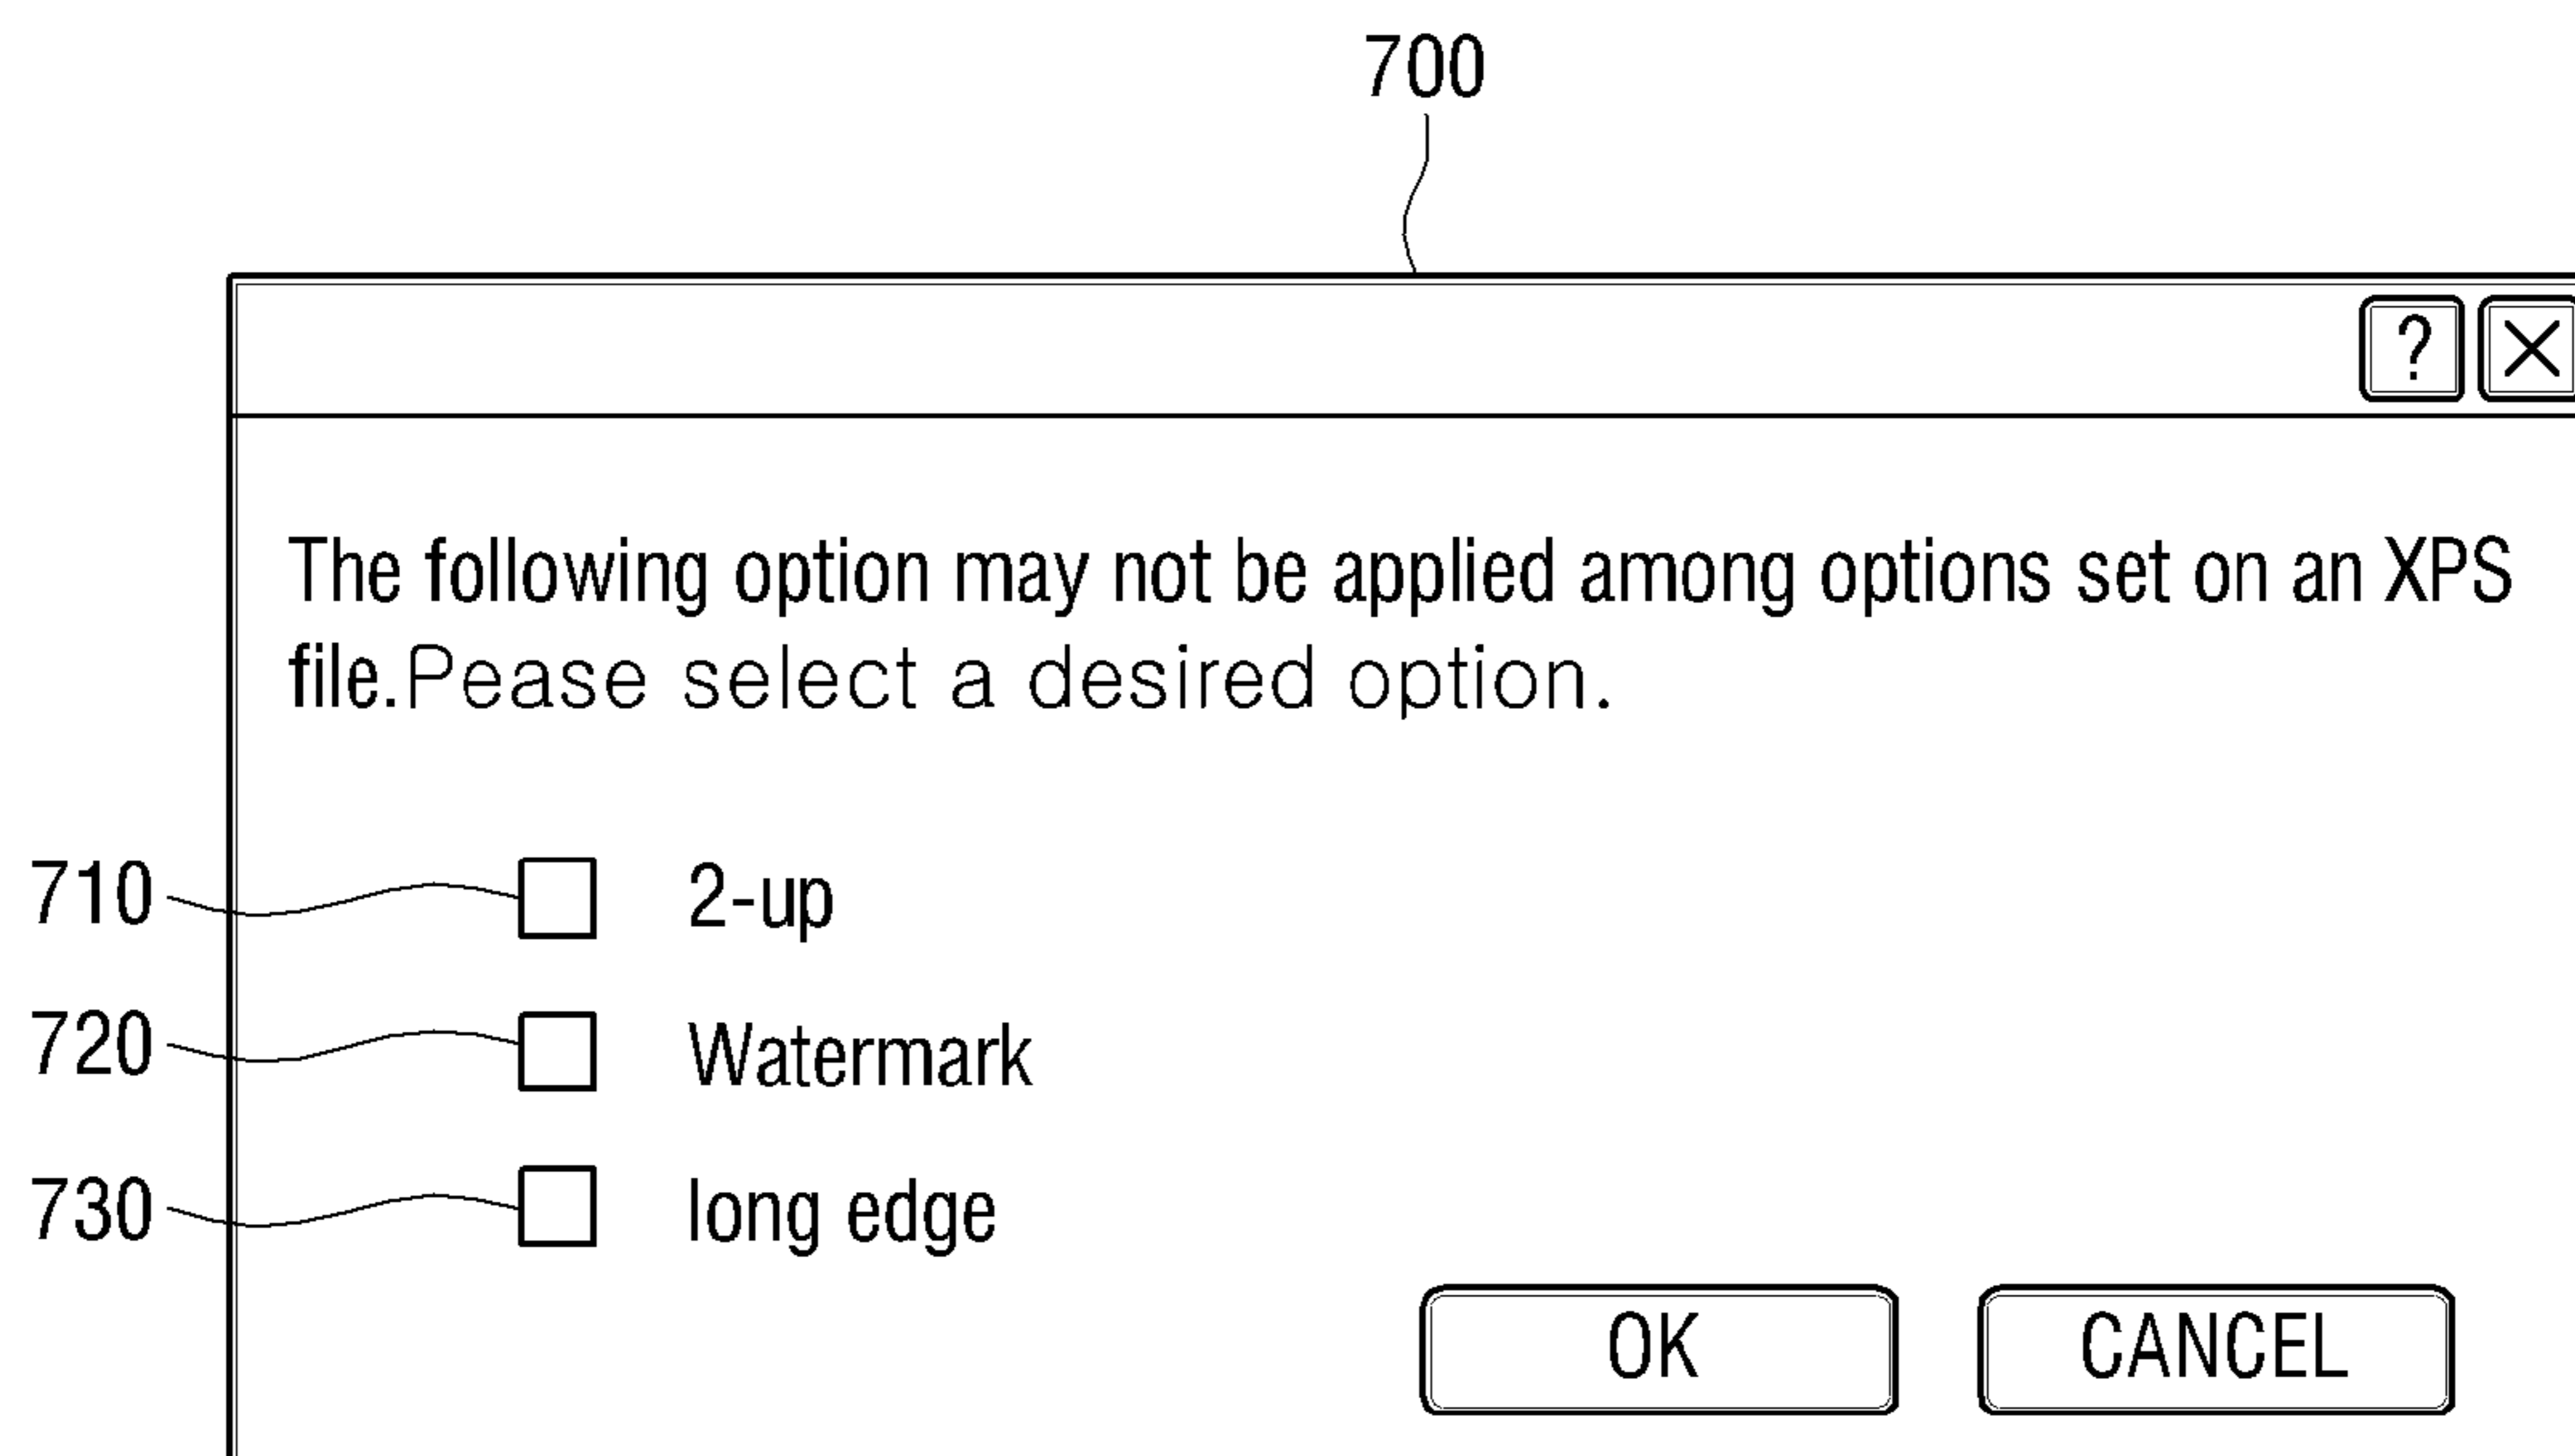 700
?
The following option may not be applied among options set on an XPS
file.Pease select a desired option.
710 2-up
720 Watermark
730 long edge
OK CANCEL